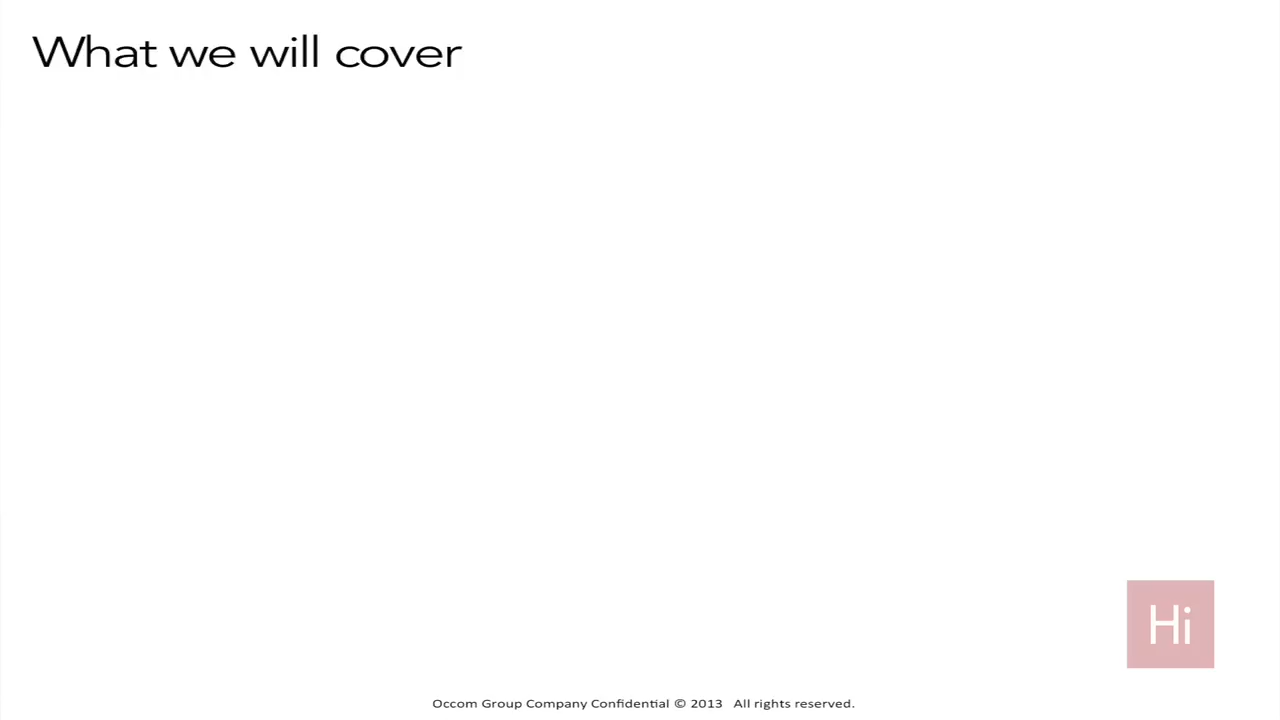 What we will cover
Hi
Occom Group Company Confidential © 2013 All rights reserved.